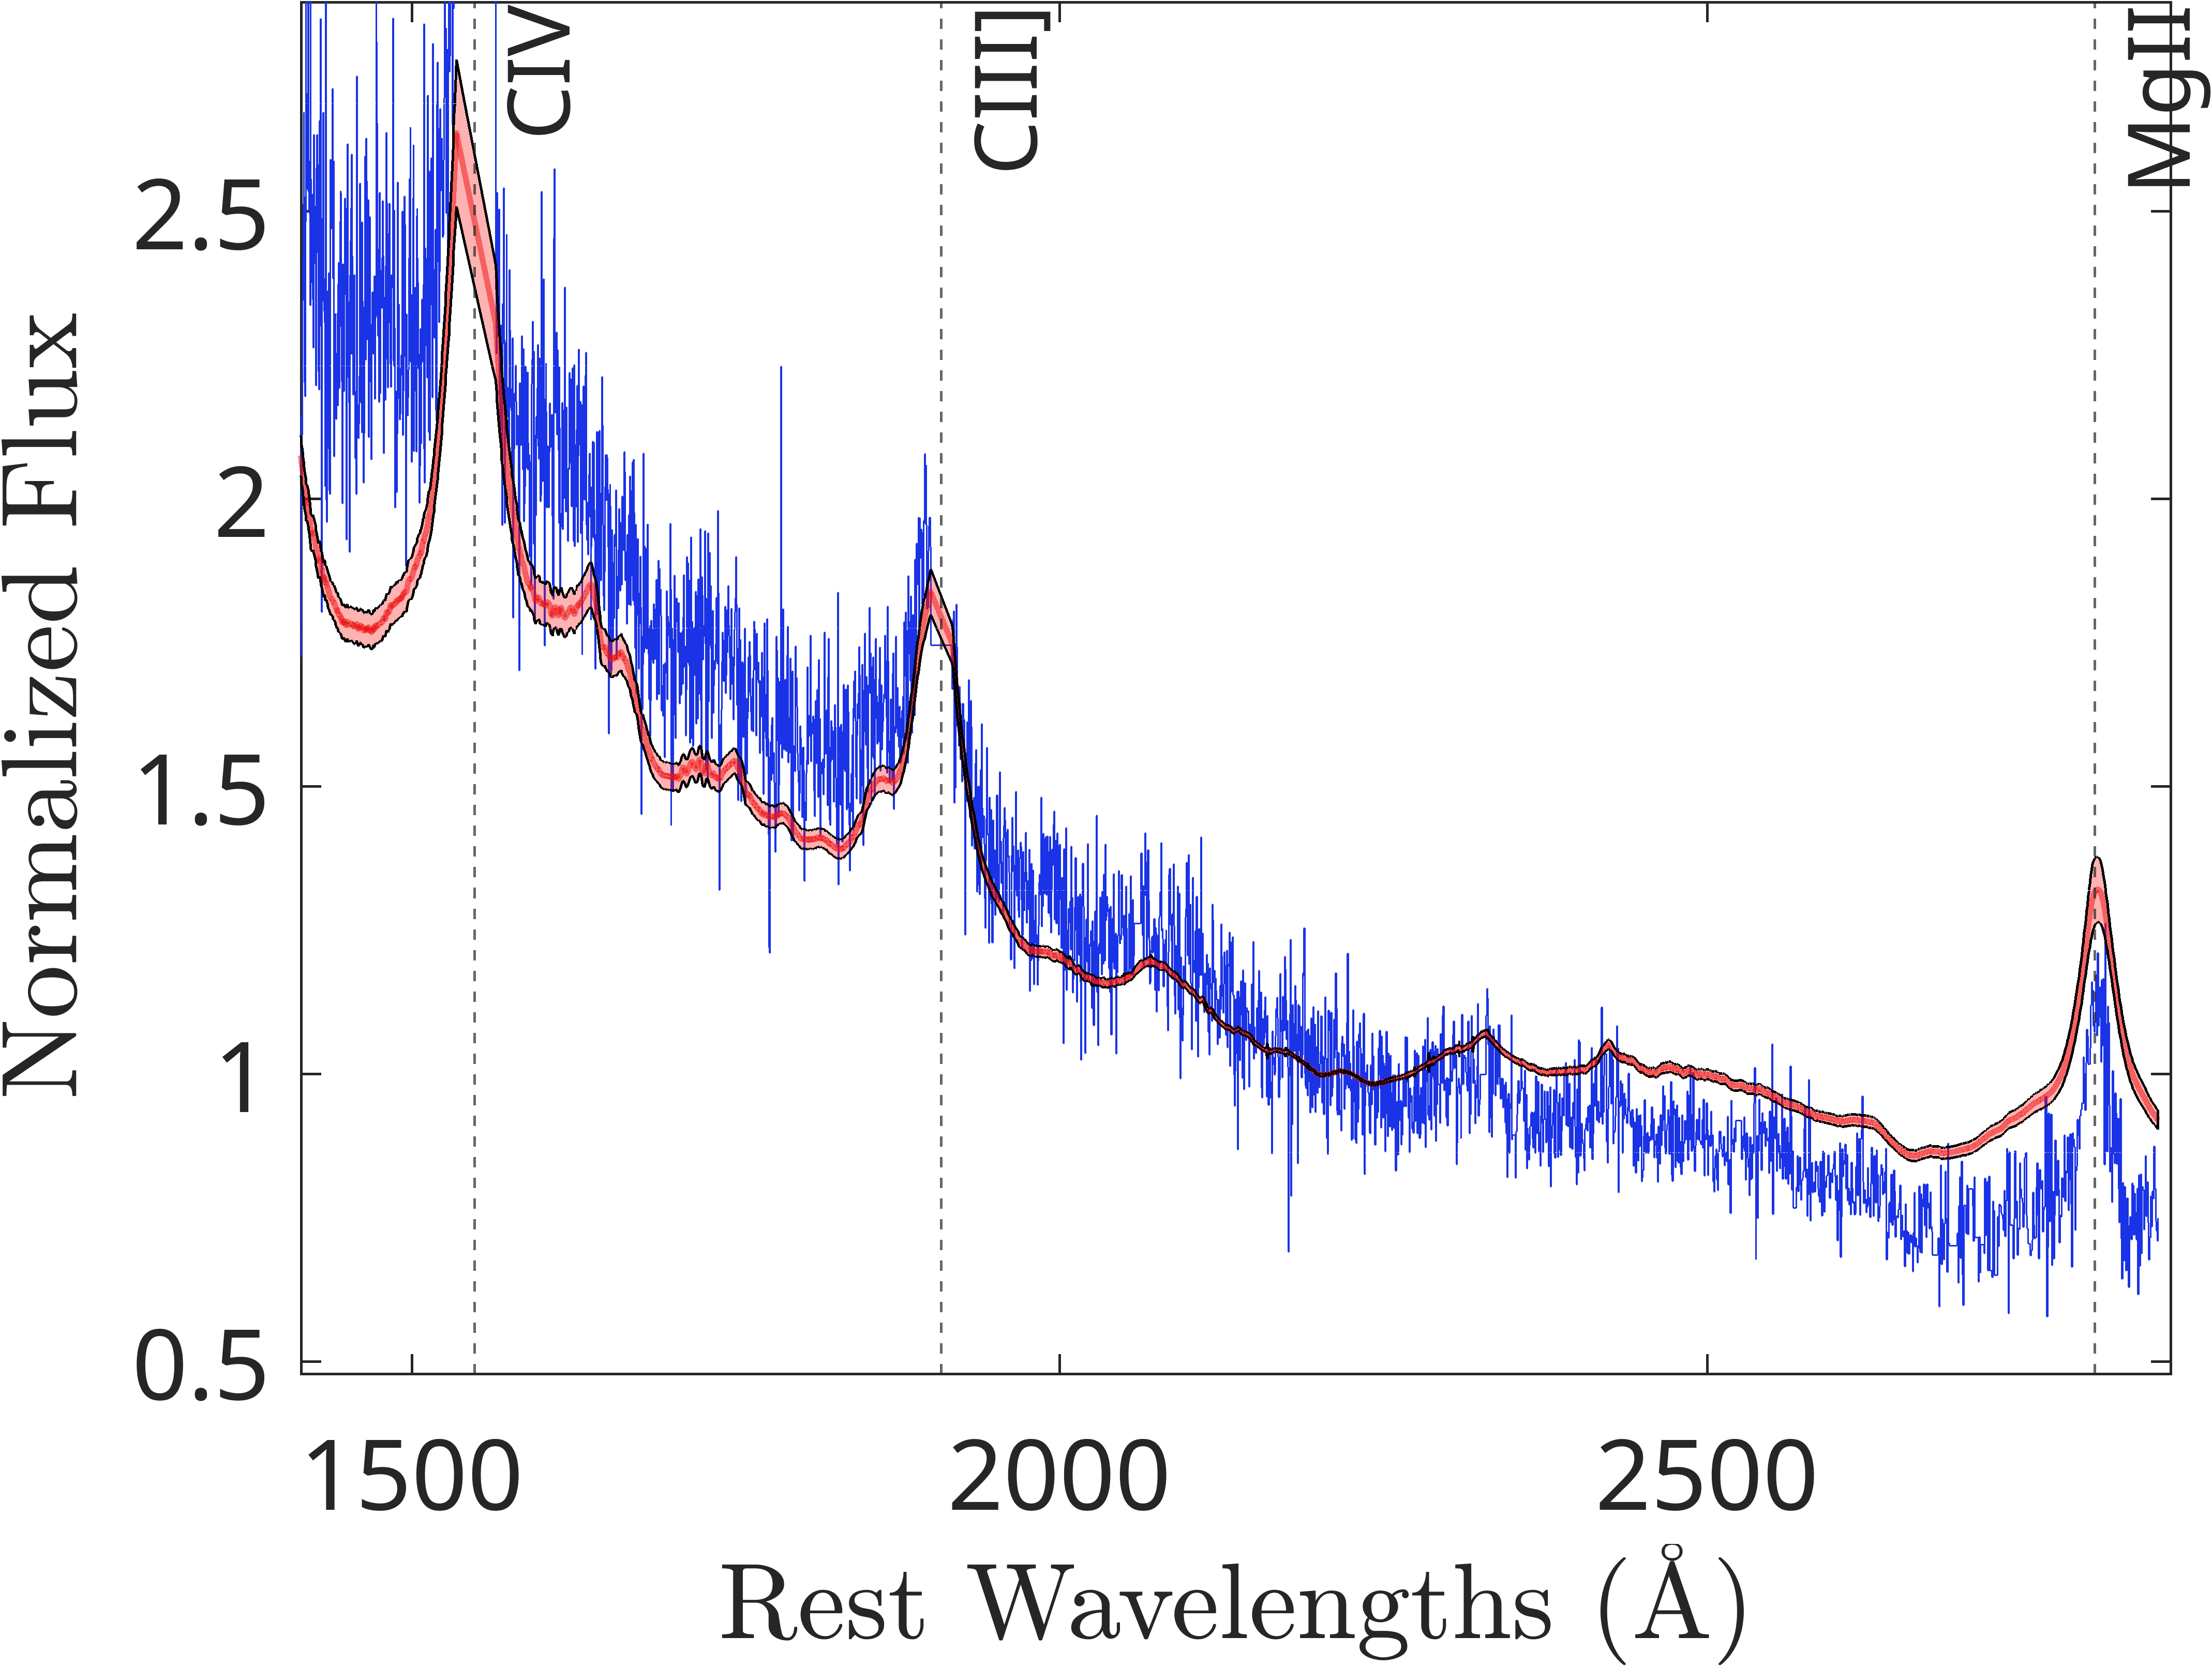 CIV
CIII]
MgII
2.5
2
1.5
1
0.5
Normalized Flux
1500
2000
2500
Rest Wavelengths (Å)